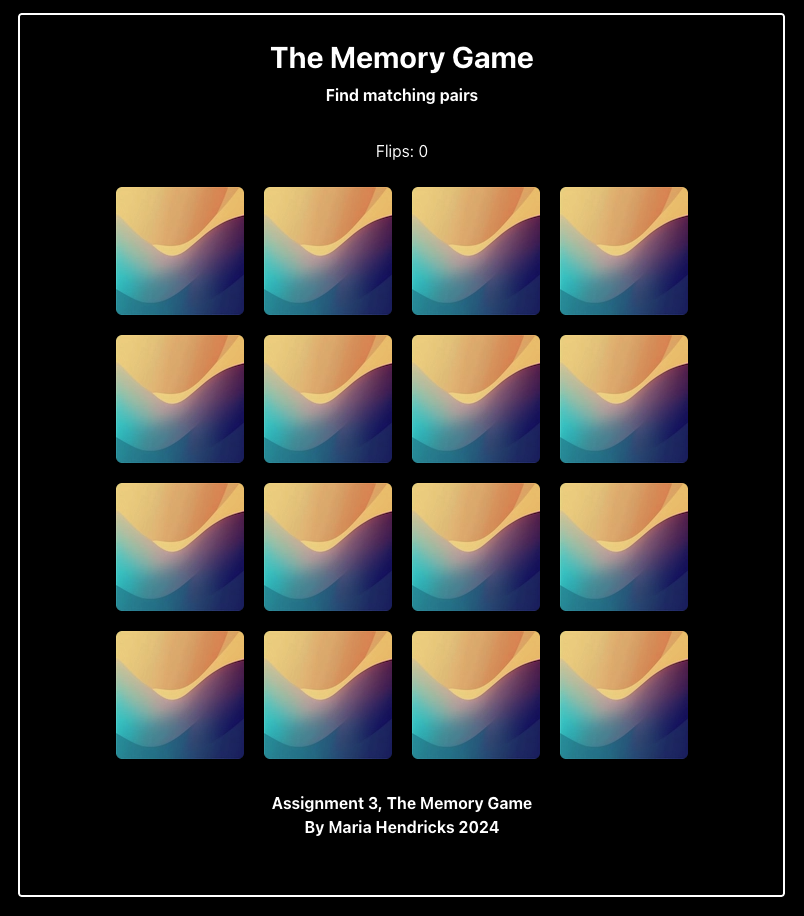 The Memory Game
Find matching pairs
Flips: 0
Assignment 3, The Memory Game
By Maria Hendricks 2024